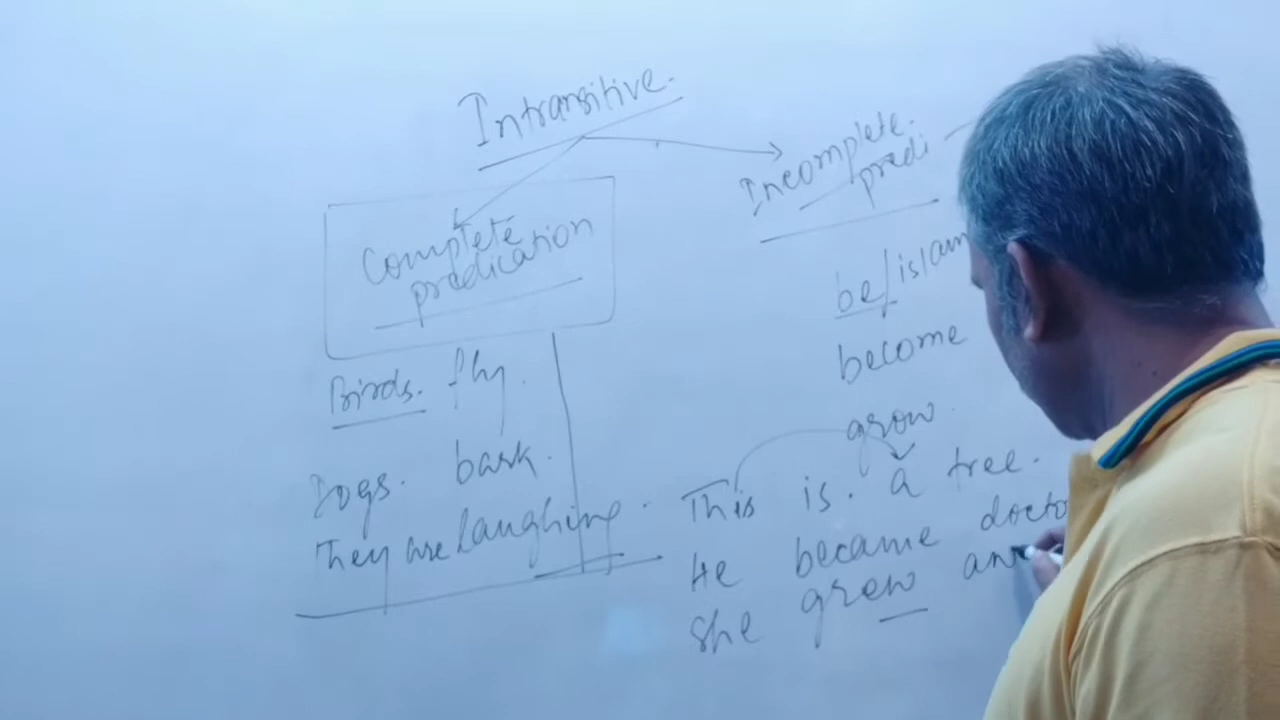 Intransitive.
Incomplete.
predi
Complete
predication
be/is/am
become
grow.
Birds. fly.
Dogs. bark.
They are laughing.
This is. a tree.
He became docto
She grew an